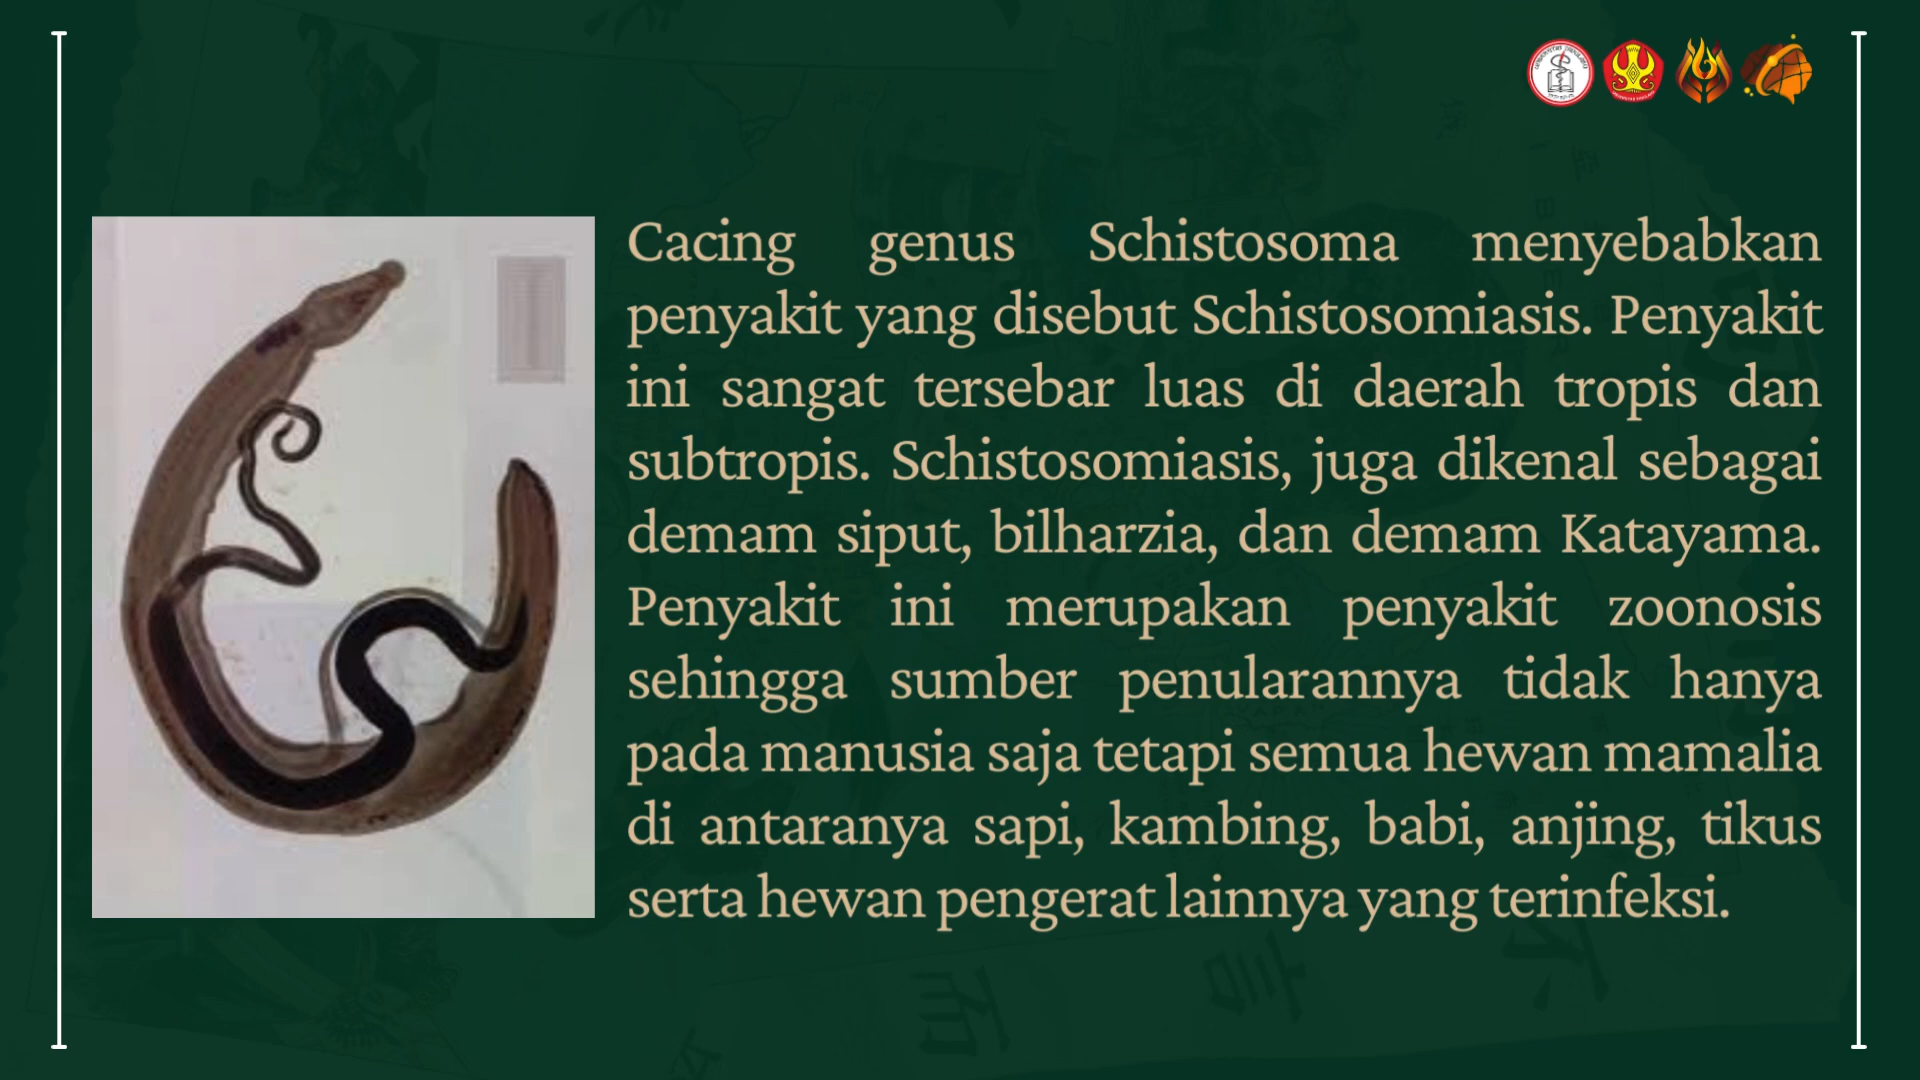 Cacing genus Schistosoma menyebabkan
penyakit yang disebut Schistosomiasis. Penyakit
ini sangat tersebar luas di daerah tropis dan
subtropis. Schistosomiasis, juga dikenal sebagai
demam siput, bilharzia, dan demam Katayama.
Penyakit ini merupakan penyakit zoonosis
sehingga sumber penularannya tidak hanya
pada manusia saja tetapi semua hewan mamalia
di antaranya sapi, kambing, babi, anjing, tikus
serta hewan pengerat lainnya yang terinfeksi.